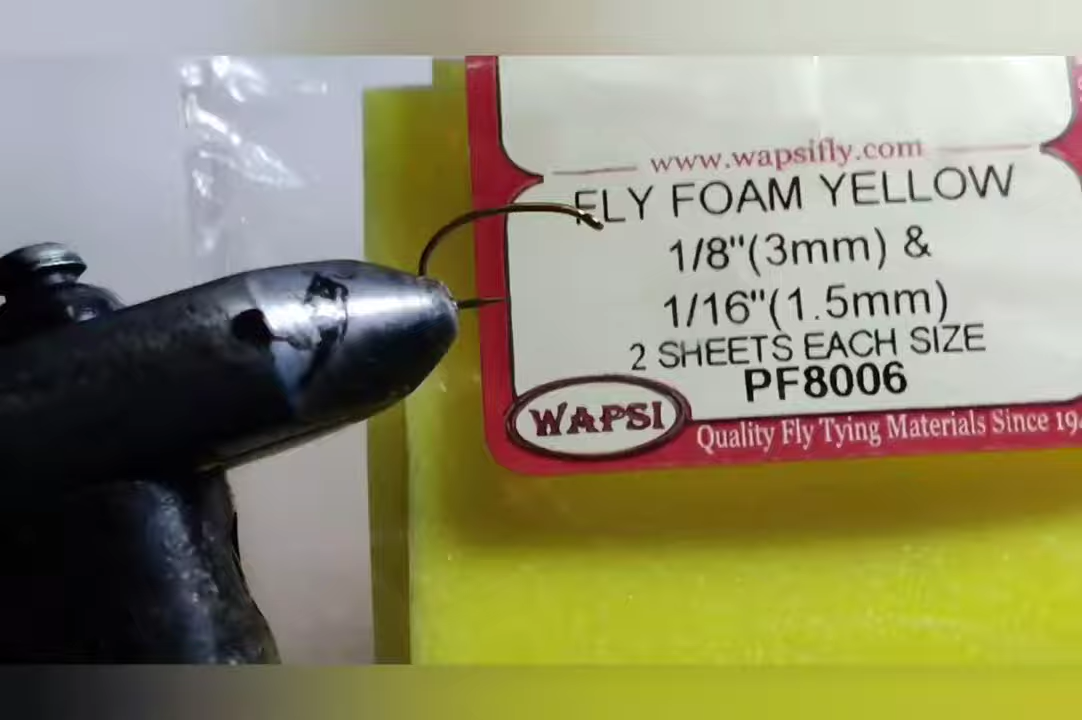 www.wapsifly.com
FLY FOAM YELLOW
1/8"(3mm) &
1/16"(1.5mm)
2 SHEETS EACH SIZE
PF8006
WAPSI
Quality Fly Tying Materials Since